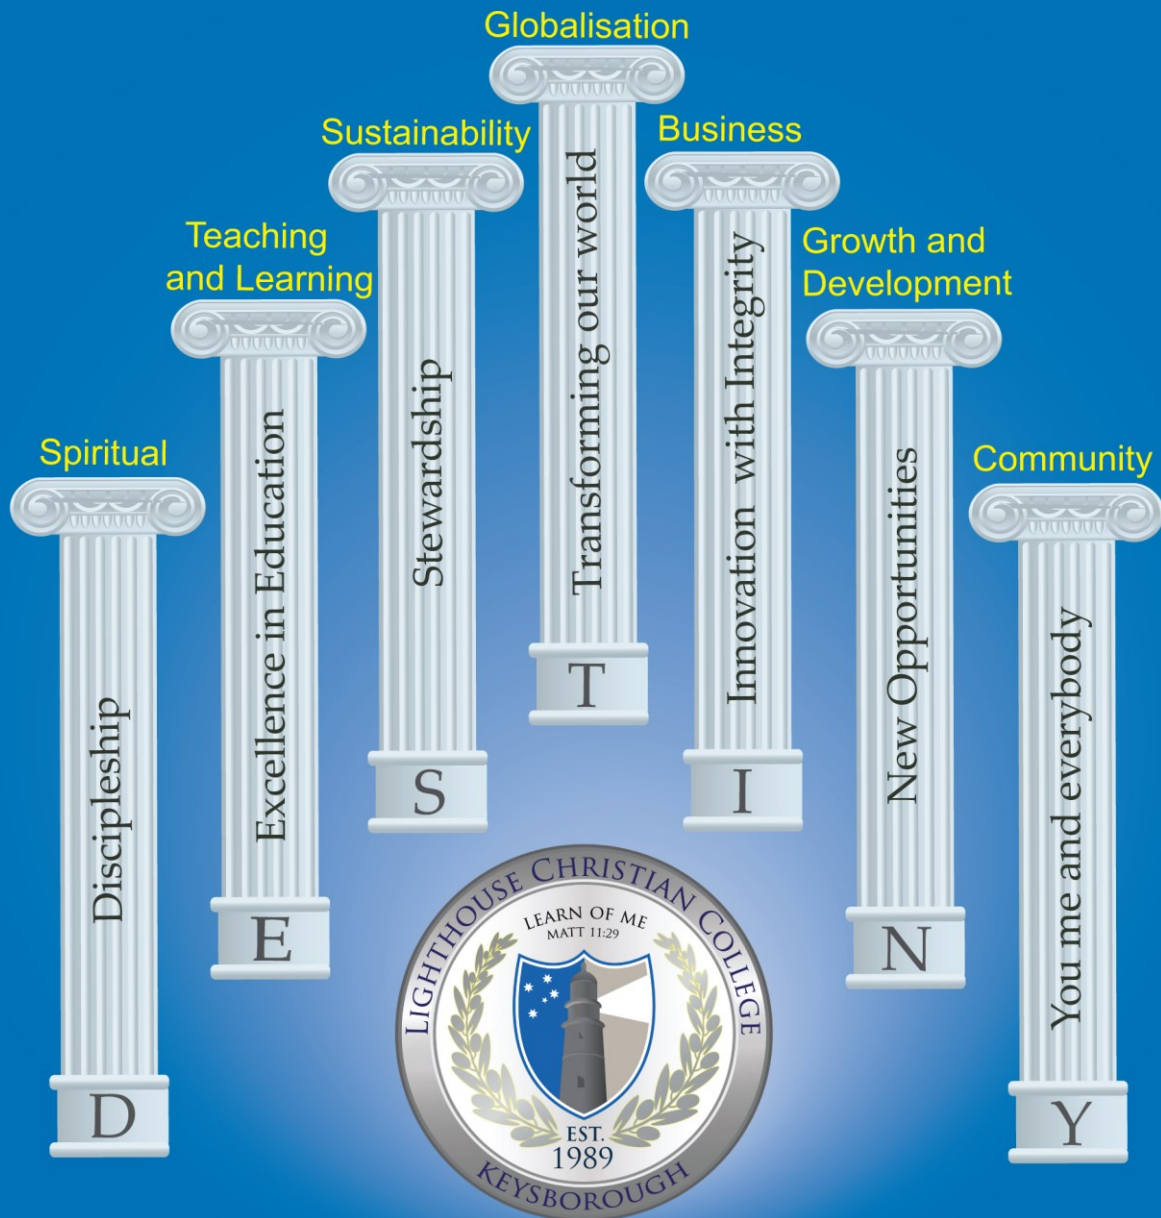 Spiritual
Discipleship
D
Teaching
and Learning
Excellence in Education
E
Sustainability
Stewardship
S
Globalisation
Transforming our world
T
Business
Innovation with Integrity
I
Growth and
Development
New Opportunities
N
Community
You me and everybody
Y
LIGHTHOUSE CHRISTIAN COLLEGE
LEARN OF ME
MATT 11:29
EST.
1989
KEYSBOROUGH